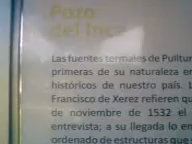 Pozo
del Inca
Las fuentes termales de Pultum
primeras de su naturaleza en
históricos de nuestro país. L
Francisco de Xerez refieren qu
de noviembre de 1532 el
entrevista; a su llegada lo en
ordenado de estructuras que